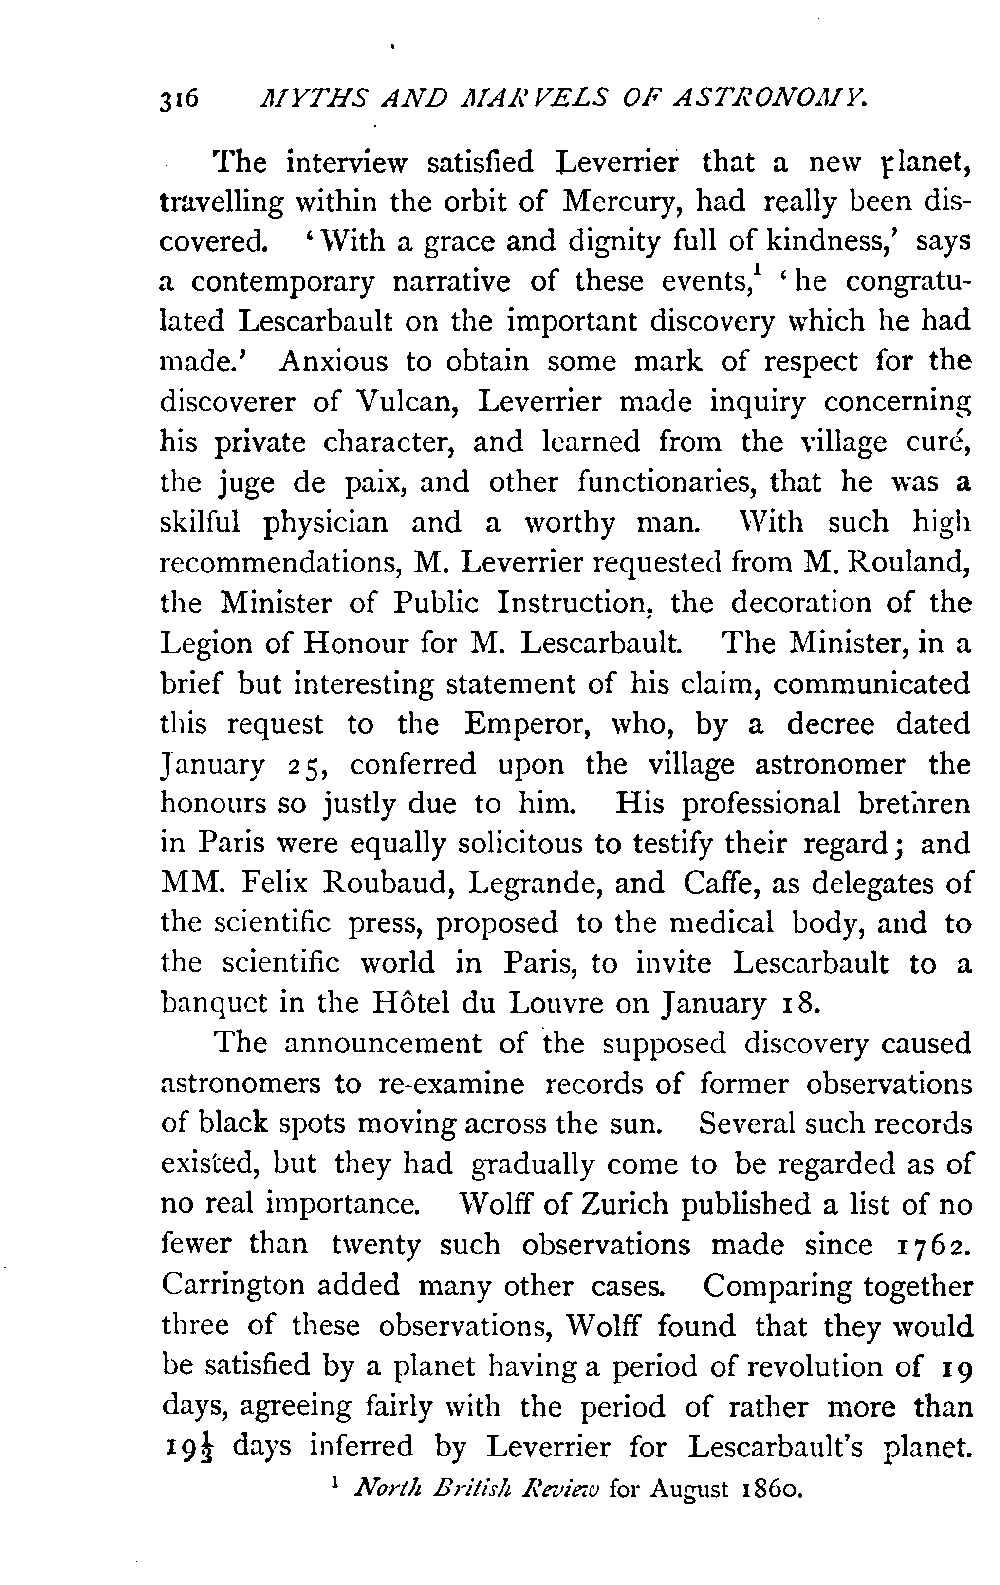 316 MYTHS AND MARVELS OF ASTRONOMY.
The interview satisfied Leverrier that a new planet,
travelling within the orbit of Mercury, had really been dis-
covered. ‘With a grace and dignity full of kindness,’ says
a contemporary narrative of these events,¹ ‘he congratu-
lated Lescarbault on the important discovery which he had
made.’ Anxious to obtain some mark of respect for the
discoverer of Vulcan, Leverrier made inquiry concerning
his private character, and learned from the village curé,
the juge de paix, and other functionaries, that he was a
skilful physician and a worthy man. With such high
recommendations, M. Leverrier requested from M. Rouland,
the Minister of Public Instruction, the decoration of the
Legion of Honour for M. Lescarbault. The Minister, in a
brief but interesting statement of his claim, communicated
this request to the Emperor, who, by a decree dated
January 25, conferred upon the village astronomer the
honours so justly due to him. His professional brethren
in Paris were equally solicitous to testify their regard; and
MM. Felix Roubaud, Legrande, and Caffe, as delegates of
the scientific press, proposed to the medical body, and to
the scientific world in Paris, to invite Lescarbault to a
banquet in the Hôtel du Louvre on January 18.
The announcement of the supposed discovery caused
astronomers to re-examine records of former observations
of black spots moving across the sun. Several such records
existed, but they had gradually come to be regarded as of
no real importance. Wolff of Zurich published a list of no
fewer than twenty such observations made since 1762.
Carrington added many other cases. Comparing together
three of these observations, Wolff found that they would
be satisfied by a planet having a period of revolution of 19
days, agreeing fairly with the period of rather more than
19½ days inferred by Leverrier for Lescarbault's planet.
¹ North British Review for August 1860.